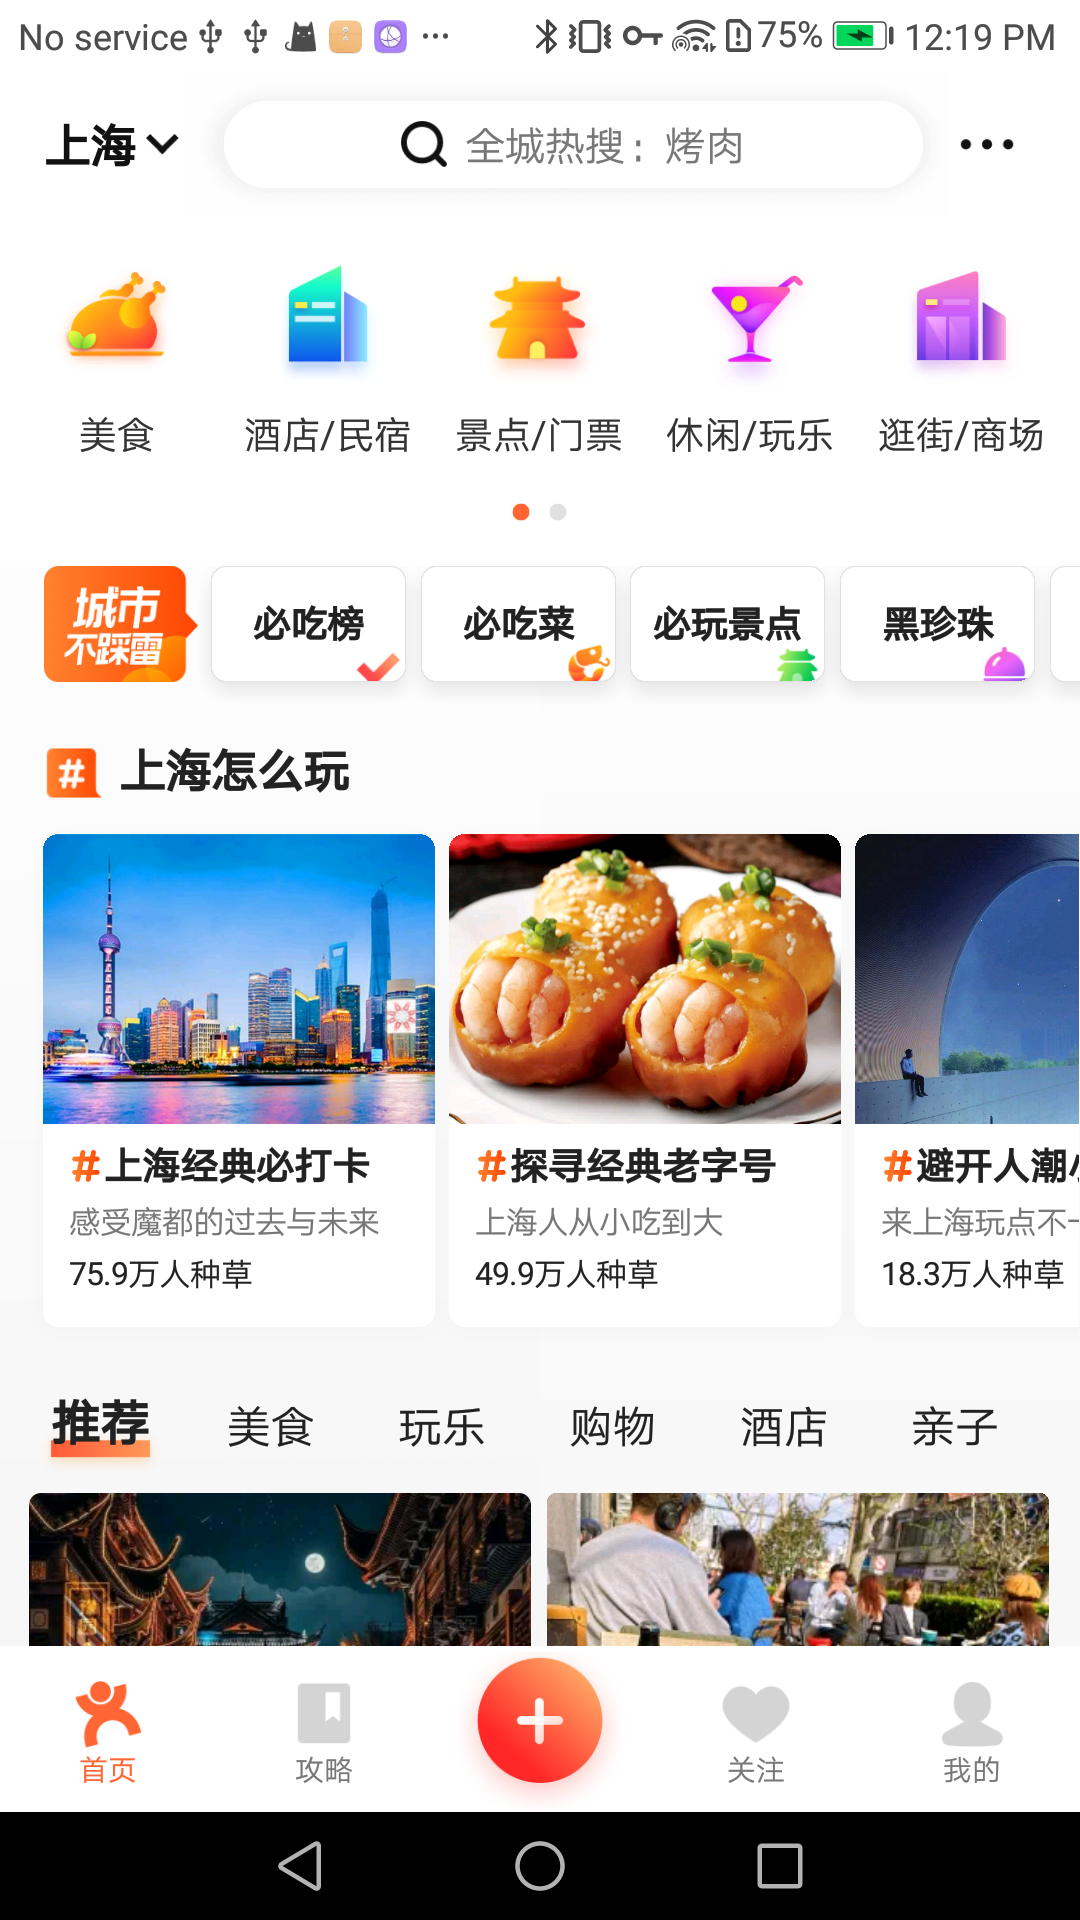 No service 75% 12:19 PM
上海 全城热搜：烤肉
美食 酒店/民宿 景点/门票 休闲/玩乐 逛街/商场
城市
不踩雷
必吃榜 必吃菜 必玩景点 黑珍珠
# 上海怎么玩
#上海经典必打卡 #探寻经典老字号 #避开人潮
感受魔都的过去与未来 上海人从小吃到大 来上海玩点不
75.9万人种草 49.9万人种草 18.3万人种草
推荐 美食 玩乐 购物 酒店 亲子
首页 攻略 关注 我的